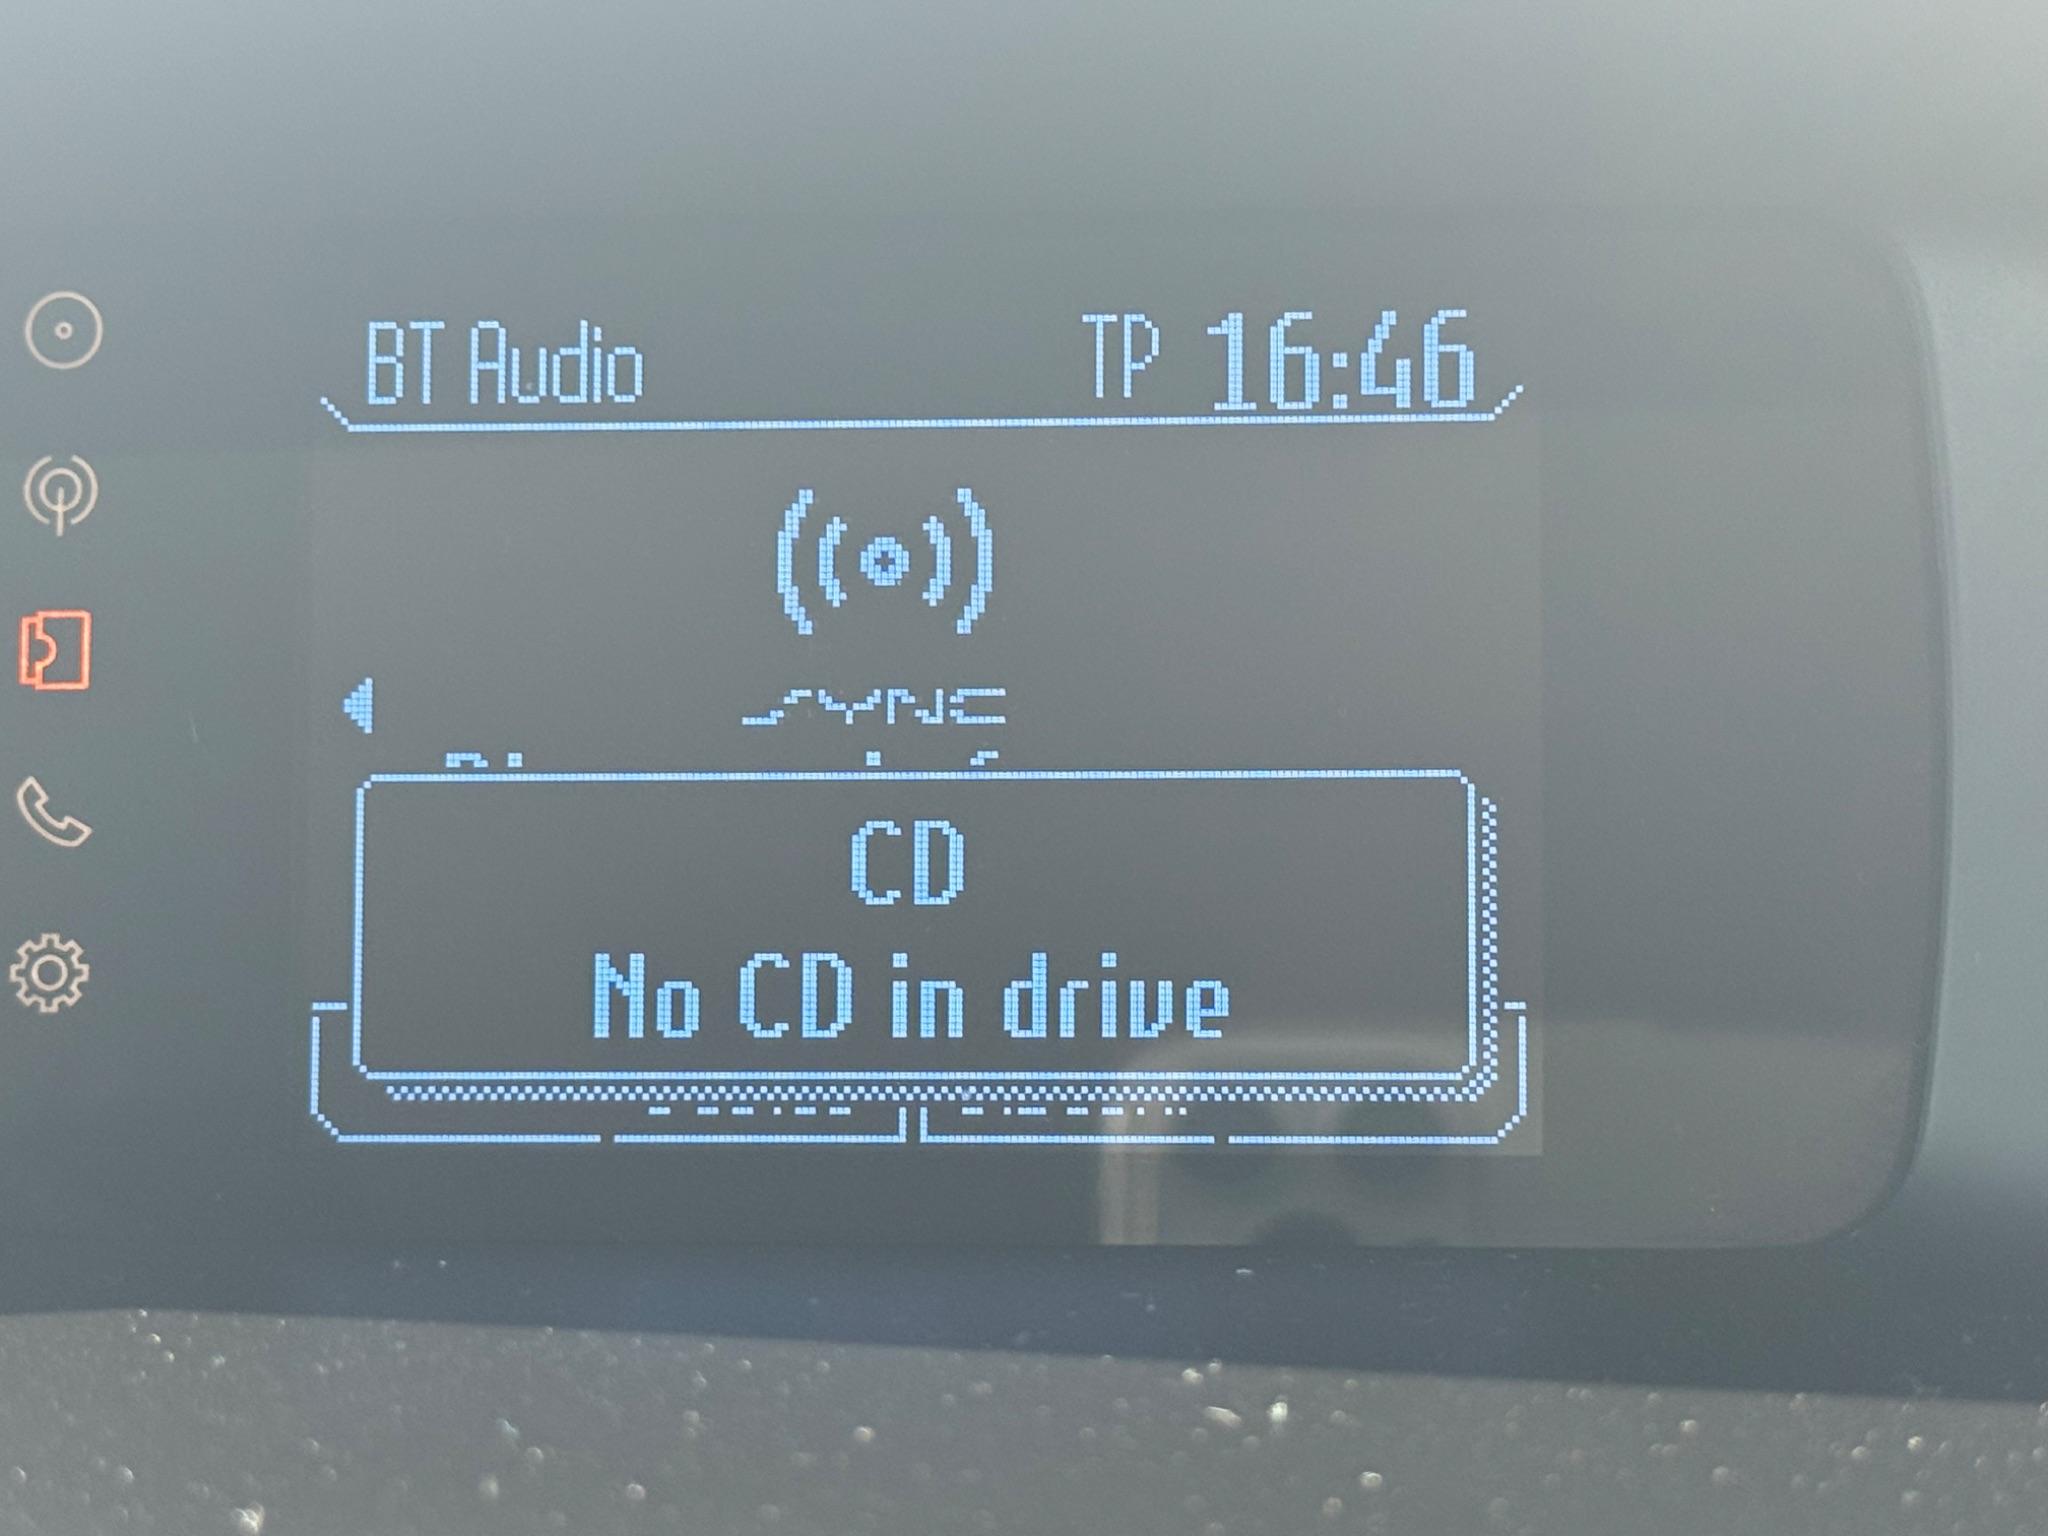 BT Audio TP 16:46
SYNC
CD
No CD in drive